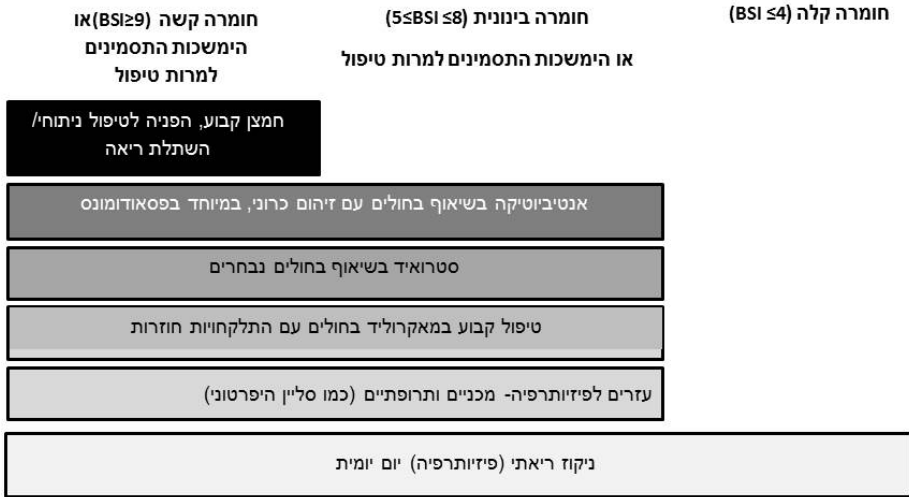 חומרה קלה (BSI ≤4)
חומרה בינונית (5≤BSI ≤8)
או הימשכות התסמינים למרות טיפול
חומרה קשה (BSI≥9)או
הימשכות התסמינים
למרות טיפול
חמצן קבוע, הפניה לטיפול ניתוחי/
השתלת ריאה
אנטיביוטיקה בשיאוף בחולים עם זיהום כרוני, במיוחד בפסאודומונס
סטרואיד בשיאוף בחולים נבחרים
טיפול קבוע במאקרוליד בחולים עם התלקחויות חוזרות
עזרים לפיזיותרפיה- מכניים ותרופתיים (כמו סליין היפרטוני)
ניקוז ריאתי (פיזיותרפיה) יום יומית